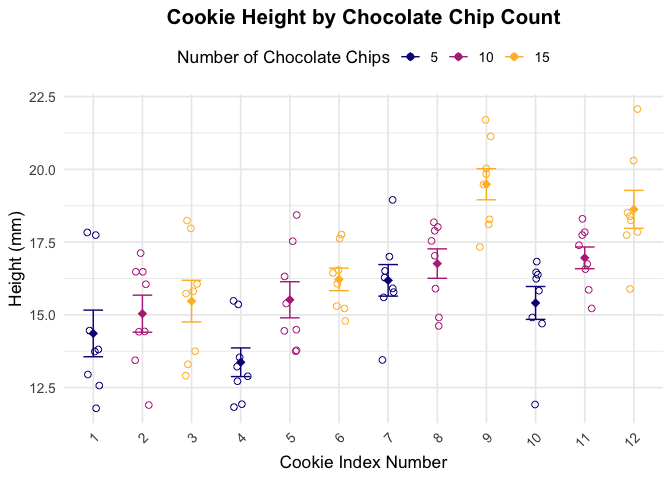 Cookie Height by Chocolate Chip Count
Number of Chocolate Chips 5 10 15
Height (mm)
22.5
20.0
17.5
15.0
12.5
1 2 3 4 5 6 7 8 9 10 11 12
Cookie Index Number